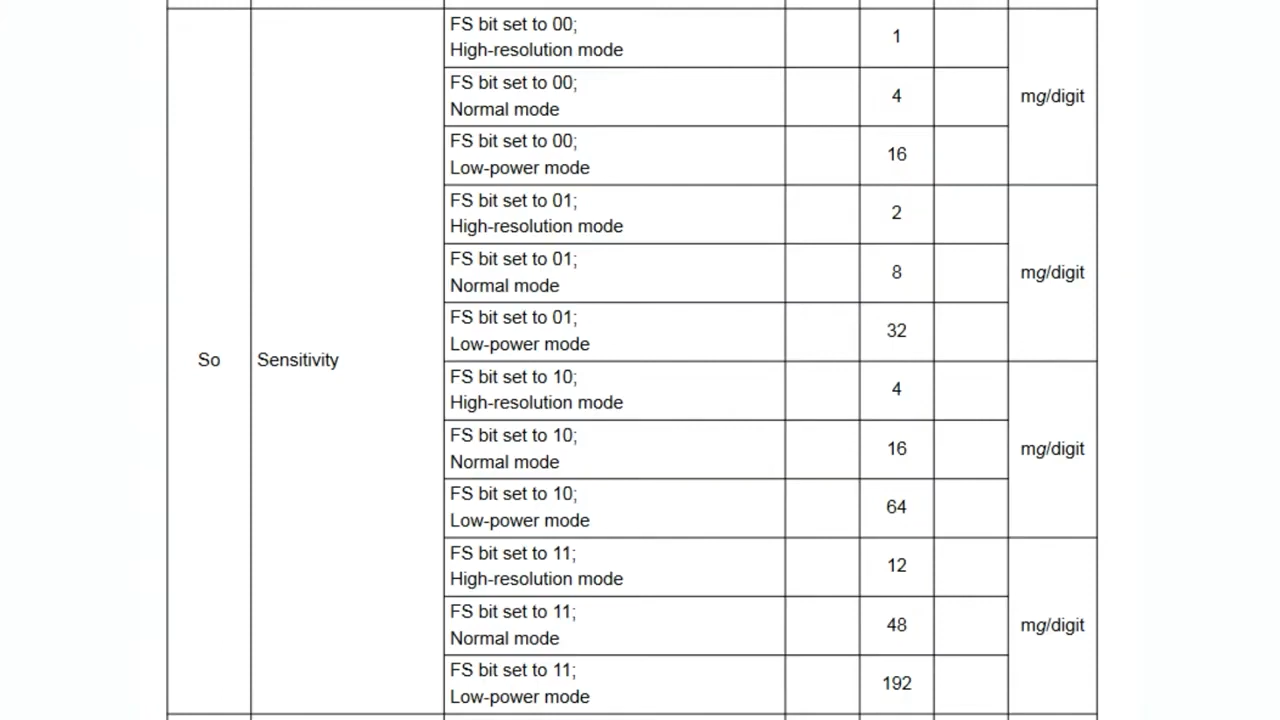 FS bit set to 00;
High-resolution mode
1
FS bit set to 00;
Normal mode
4
mg/digit
FS bit set to 00;
Low-power mode
16
FS bit set to 01;
High-resolution mode
2
FS bit set to 01;
Normal mode
8
mg/digit
FS bit set to 01;
Low-power mode
32
So
Sensitivity
FS bit set to 10;
High-resolution mode
4
FS bit set to 10;
Normal mode
16
mg/digit
FS bit set to 10;
Low-power mode
64
FS bit set to 11;
High-resolution mode
12
FS bit set to 11;
Normal mode
48
mg/digit
FS bit set to 11;
Low-power mode
192